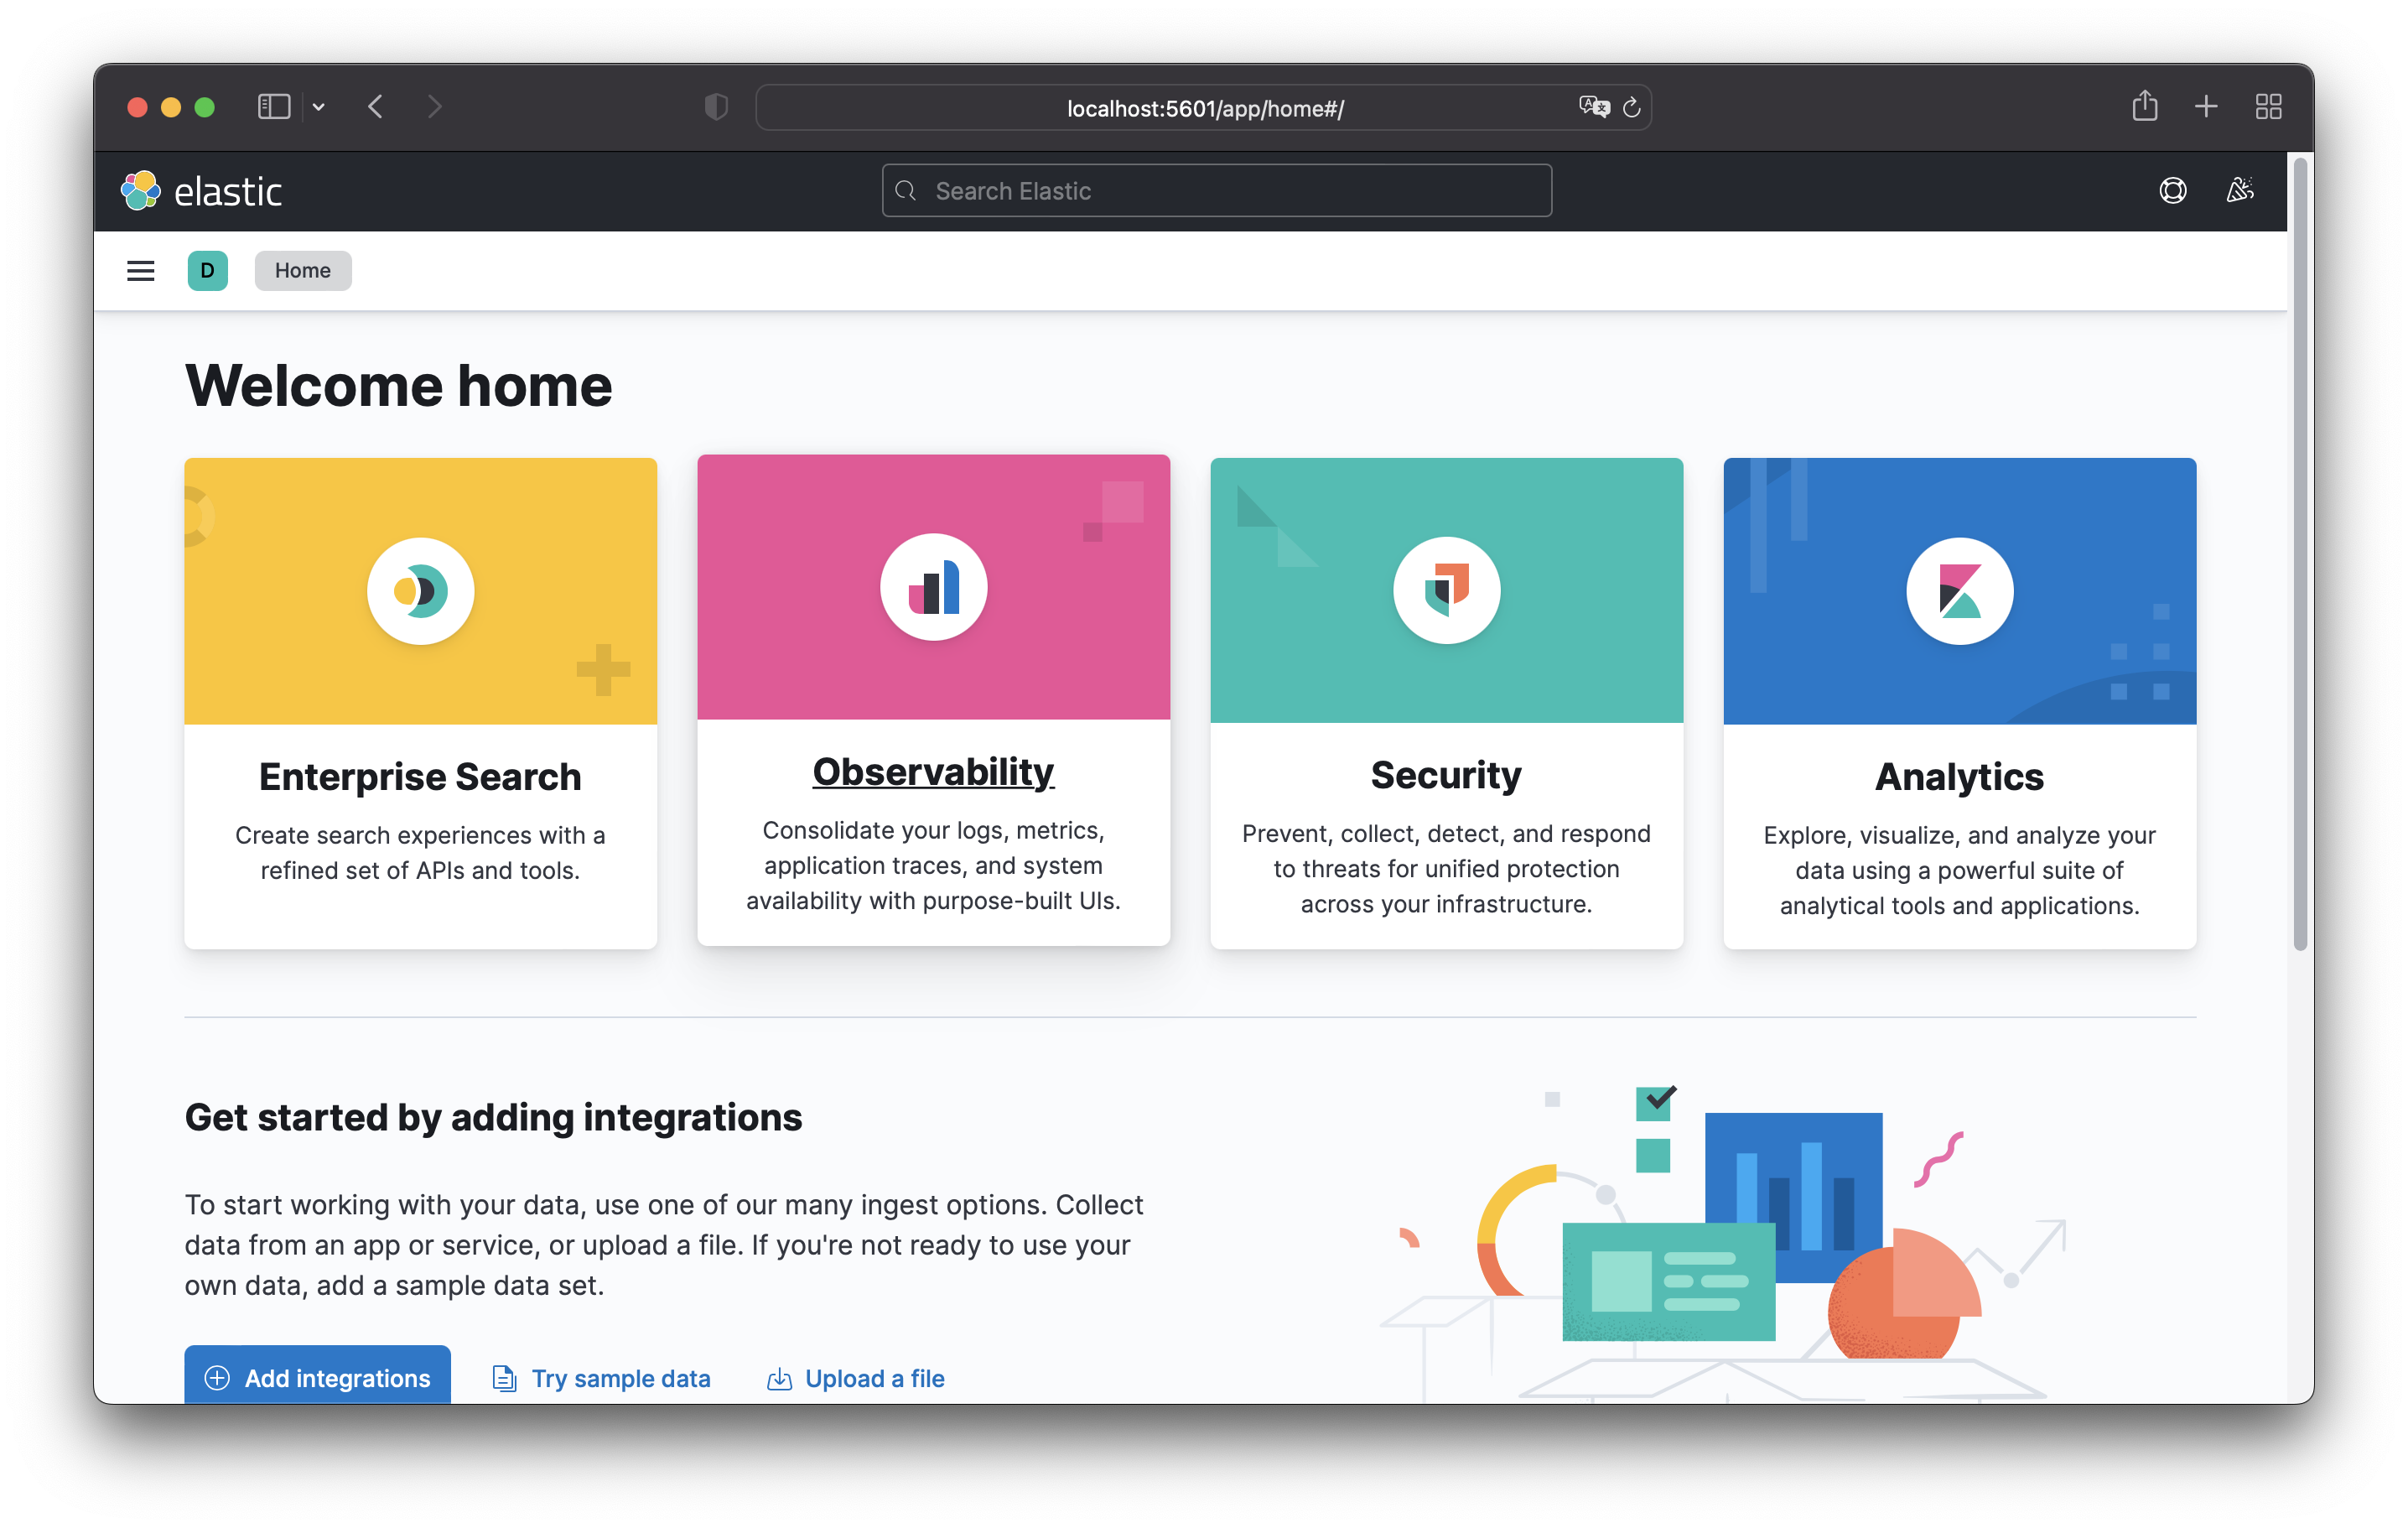 localhost:5601/app/home#/
elastic
Search Elastic
D
Home
Welcome home
Enterprise Search
Create search experiences with a
refined set of APIs and tools.
Observability
Consolidate your logs, metrics,
application traces, and system
availability with purpose-built UIs.
Security
Prevent, collect, detect, and respond
to threats for unified protection
across your infrastructure.
Analytics
Explore, visualize, and analyze your
data using a powerful suite of
analytical tools and applications.
Get started by adding integrations
To start working with your data, use one of our many ingest options. Collect
data from an app or service, or upload a file. If you're not ready to use your
own data, add a sample data set.
Add integrations
Try sample data
Upload a file